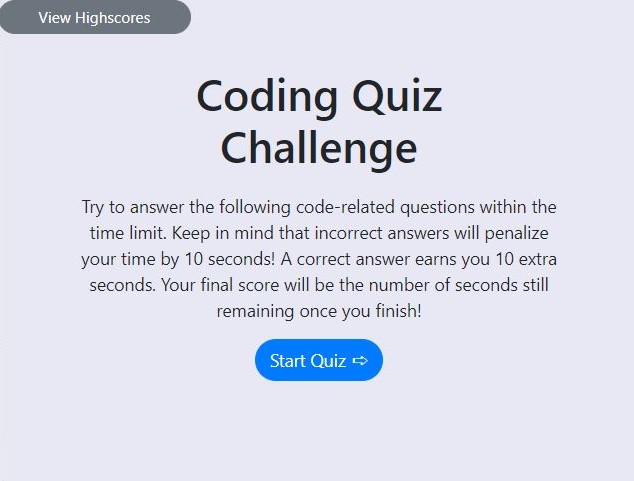 View Highscores
Coding Quiz
Challenge
Try to answer the following code-related questions within the
time limit. Keep in mind that incorrect answers will penalize
your time by 10 seconds! A correct answer earns you 10 extra
seconds. Your final score will be the number of seconds still
remaining once you finish!
Start Quiz ➪